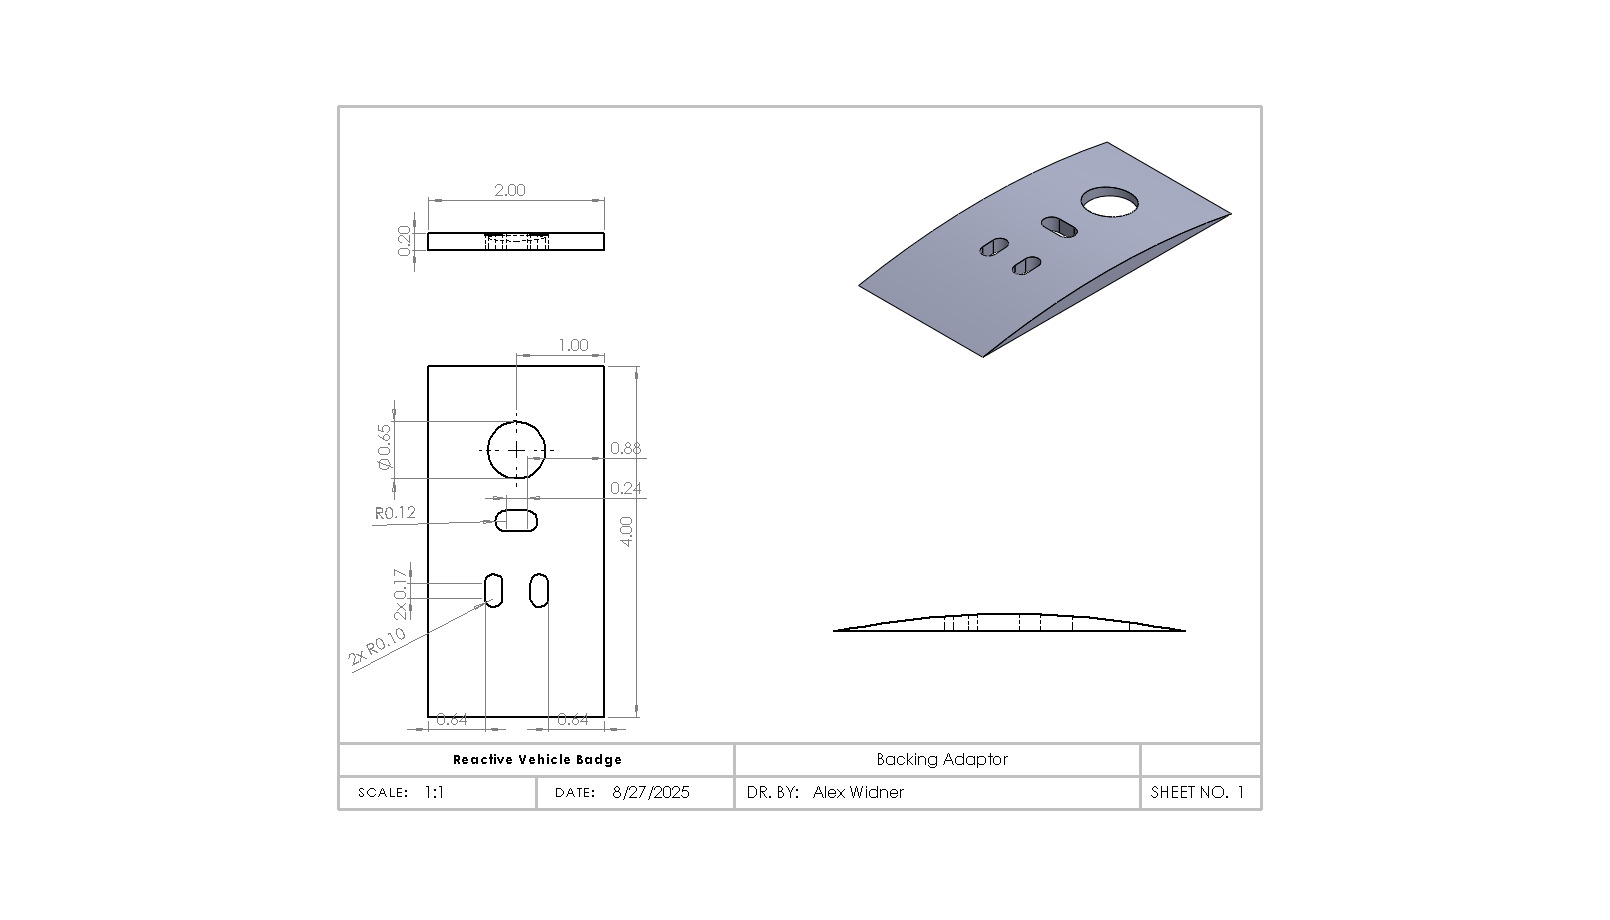 2.00
0.20
1.00
Ø0.65
0.88
0.24
R0.12
4.00
2x 0.17
2x R0.10
0.64
0.64
Reactive Vehicle Badge
Backing Adaptor
SCALE: 1:1
DATE: 8/27/2025
DR. BY: Alex Widner
SHEET NO. 1